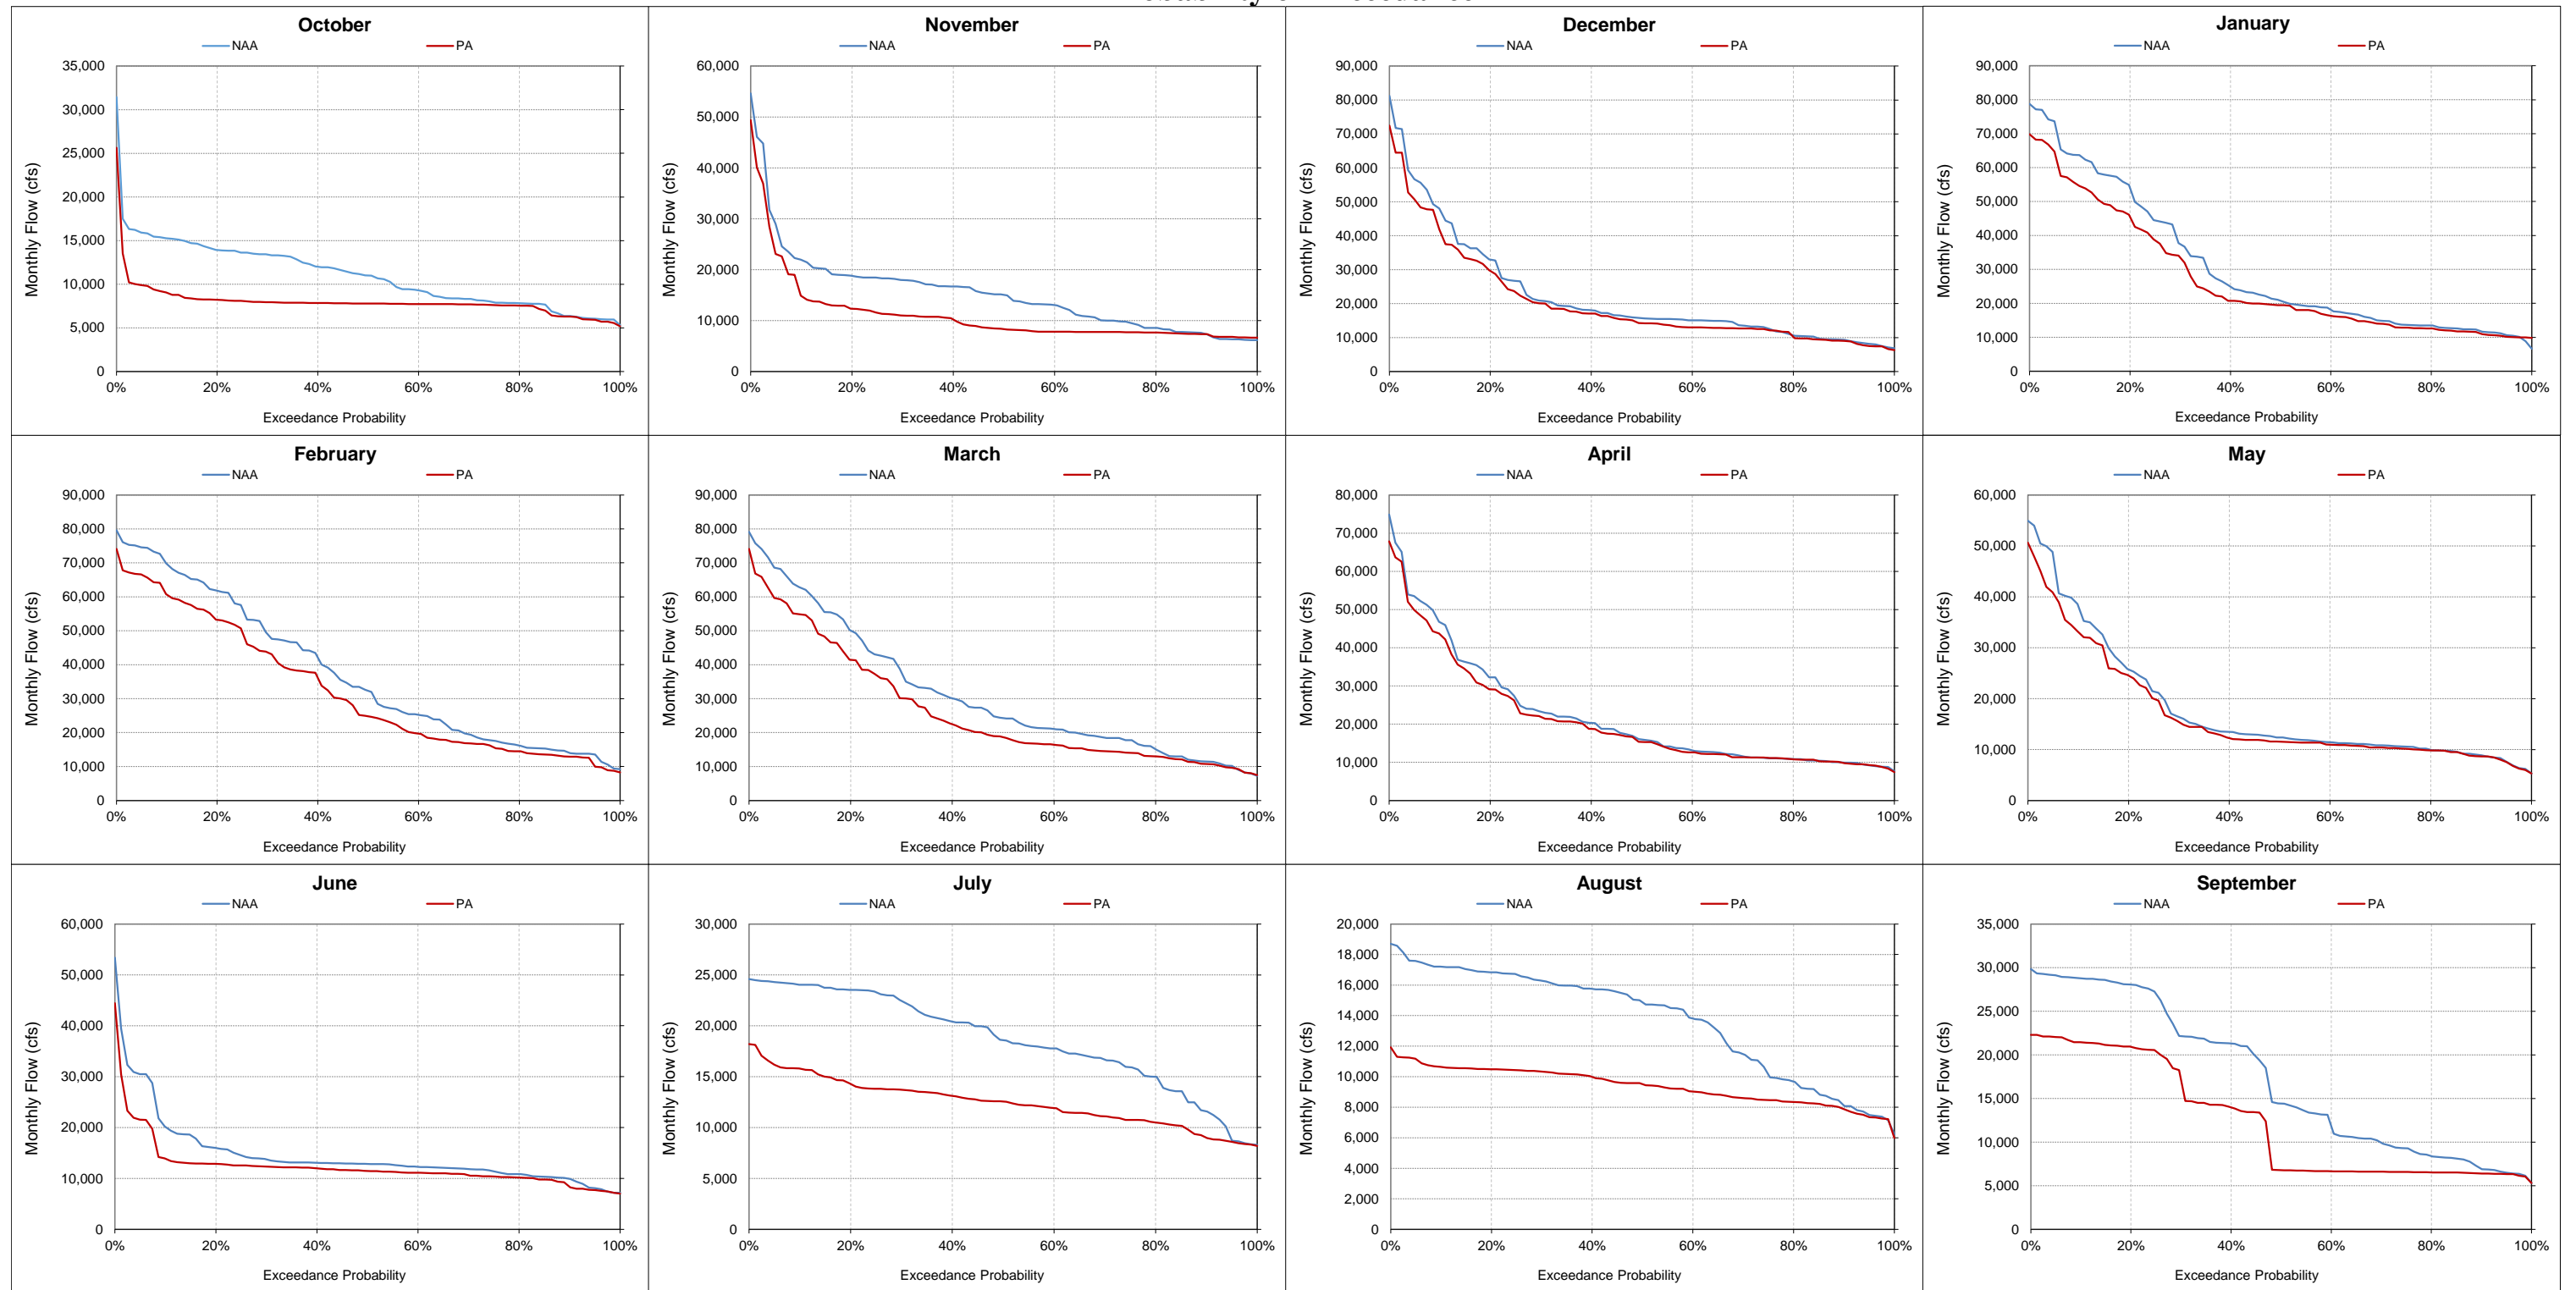 October
NAA PA
35,000
30,000
25,000
20,000
15,000
10,000
5,000
0
Monthly Flow (cfs)
0% 20% 40% 60% 80% 100%
Exceedance Probability
November
NAA PA
60,000
50,000
40,000
30,000
20,000
10,000
0
Monthly Flow (cfs)
0% 20% 40% 60% 80% 100%
Exceedance Probability
December
NAA PA
90,000
80,000
70,000
60,000
50,000
40,000
30,000
20,000
10,000
0
Monthly Flow (cfs)
0% 20% 40% 60% 80% 100%
Exceedance Probability
January
NAA PA
90,000
80,000
70,000
60,000
50,000
40,000
30,000
20,000
10,000
0
Monthly Flow (cfs)
0% 20% 40% 60% 80% 100%
Exceedance Probability
February
NAA PA
90,000
80,000
70,000
60,000
50,000
40,000
30,000
20,000
10,000
0
Monthly Flow (cfs)
0% 20% 40% 60% 80% 100%
Exceedance Probability
March
NAA PA
90,000
80,000
70,000
60,000
50,000
40,000
30,000
20,000
10,000
0
Monthly Flow (cfs)
0% 20% 40% 60% 80% 100%
Exceedance Probability
April
NAA PA
80,000
70,000
60,000
50,000
40,000
30,000
20,000
10,000
0
Monthly Flow (cfs)
0% 20% 40% 60% 80% 100%
Exceedance Probability
May
NAA PA
60,000
50,000
40,000
30,000
20,000
10,000
0
Monthly Flow (cfs)
0% 20% 40% 60% 80% 100%
Exceedance Probability
June
NAA PA
60,000
50,000
40,000
30,000
20,000
10,000
0
Monthly Flow (cfs)
0% 20% 40% 60% 80% 100%
Exceedance Probability
July
NAA PA
30,000
25,000
20,000
15,000
10,000
5,000
0
Monthly Flow (cfs)
0% 20% 40% 60% 80% 100%
Exceedance Probability
August
NAA PA
20,000
18,000
16,000
14,000
12,000
10,000
8,000
6,000
4,000
2,000
0
Monthly Flow (cfs)
0% 20% 40% 60% 80% 100%
Exceedance Probability
September
NAA PA
35,000
30,000
25,000
20,000
15,000
10,000
5,000
0
Monthly Flow (cfs)
0% 20% 40% 60% 80% 100%
Exceedance Probability